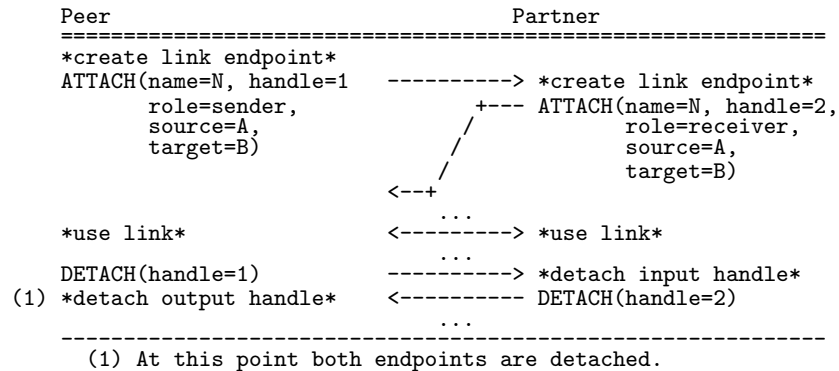 Peer                                  Partner
=============================================================
*create link endpoint*
ATTACH(name=N, handle=1   ----------> *create link endpoint*
       role=sender,              +--- ATTACH(name=N, handle=2,
       source=A,                /            role=receiver,
       target=B)               /             source=A,
                              /              target=B)
                          <--+
                              ...
*use link*                <----------> *use link*
                              ...
DETACH(handle=1)          ----------> *detach input handle*
(1) *detach output handle*    <---------- DETACH(handle=2)
                              ...
-------------------------------------------------------------
(1) At this point both endpoints are detached.